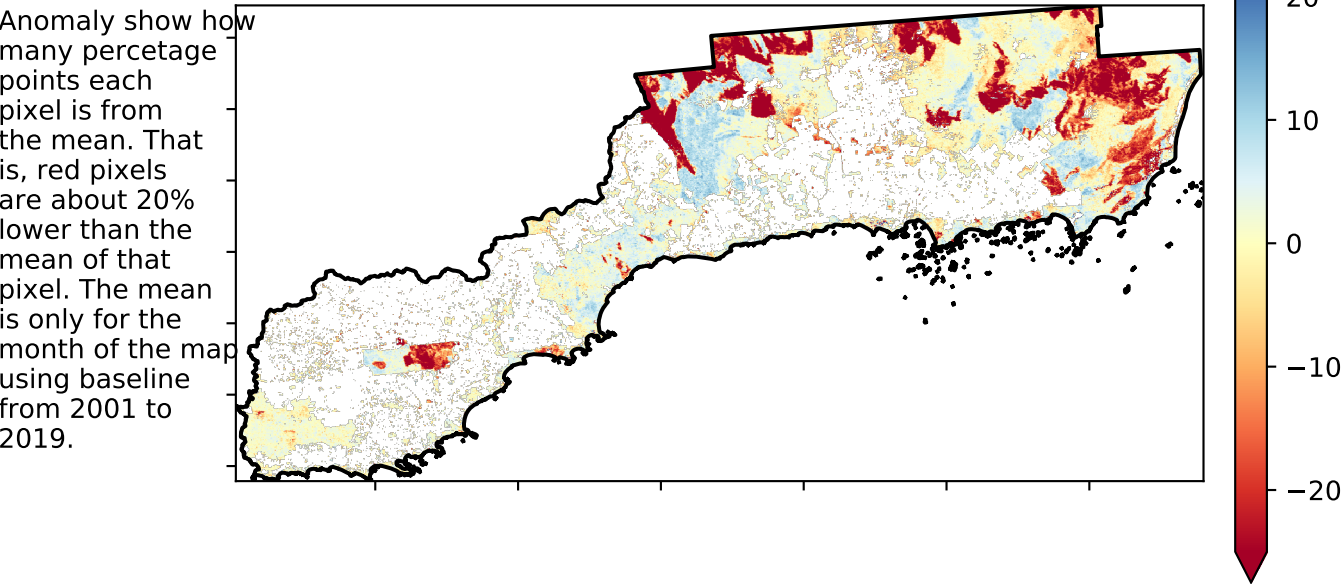 Anomaly show how
many percetage
points each
pixel is from
the mean. That
is, red pixels
are about 20%
lower than the
mean of that
pixel. The mean
is only for the
month of the map
using baseline
from 2001 to
2019.
20
10
0
−10
−20